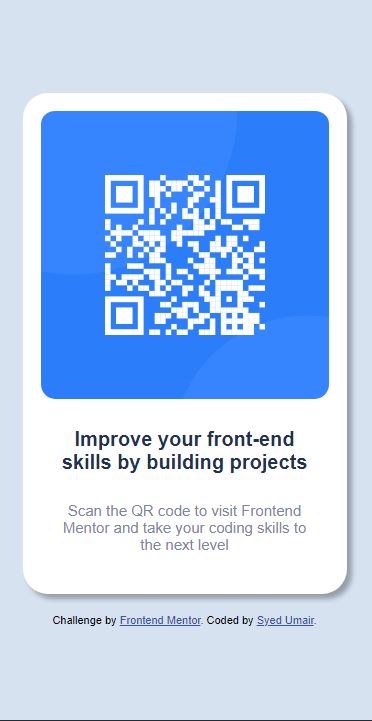 Improve your front-end
skills by building projects
Scan the QR code to visit Frontend
Mentor and take your coding skills to
the next level
Challenge by Frontend Mentor. Coded by Syed Umair.